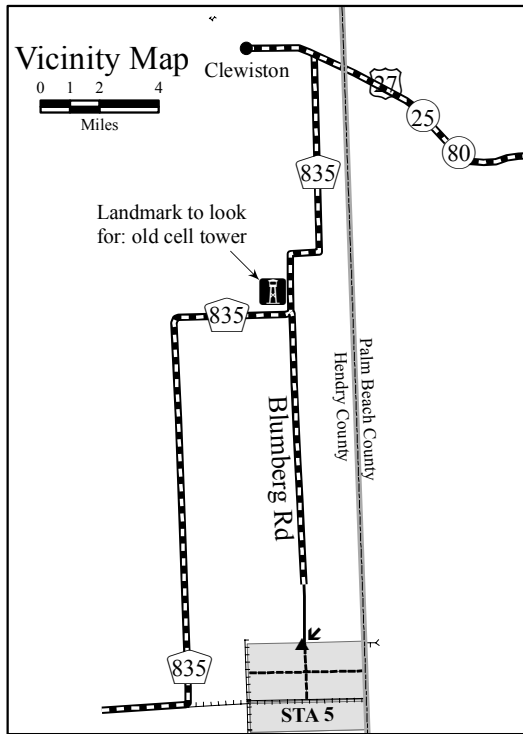 Vicinity Map
0 1 2 4
Miles
Clewiston
27
25
80
835
Landmark to look
for: old cell tower
835
Palm Beach County
Hendry County
Blumberg Rd
835
STA 5